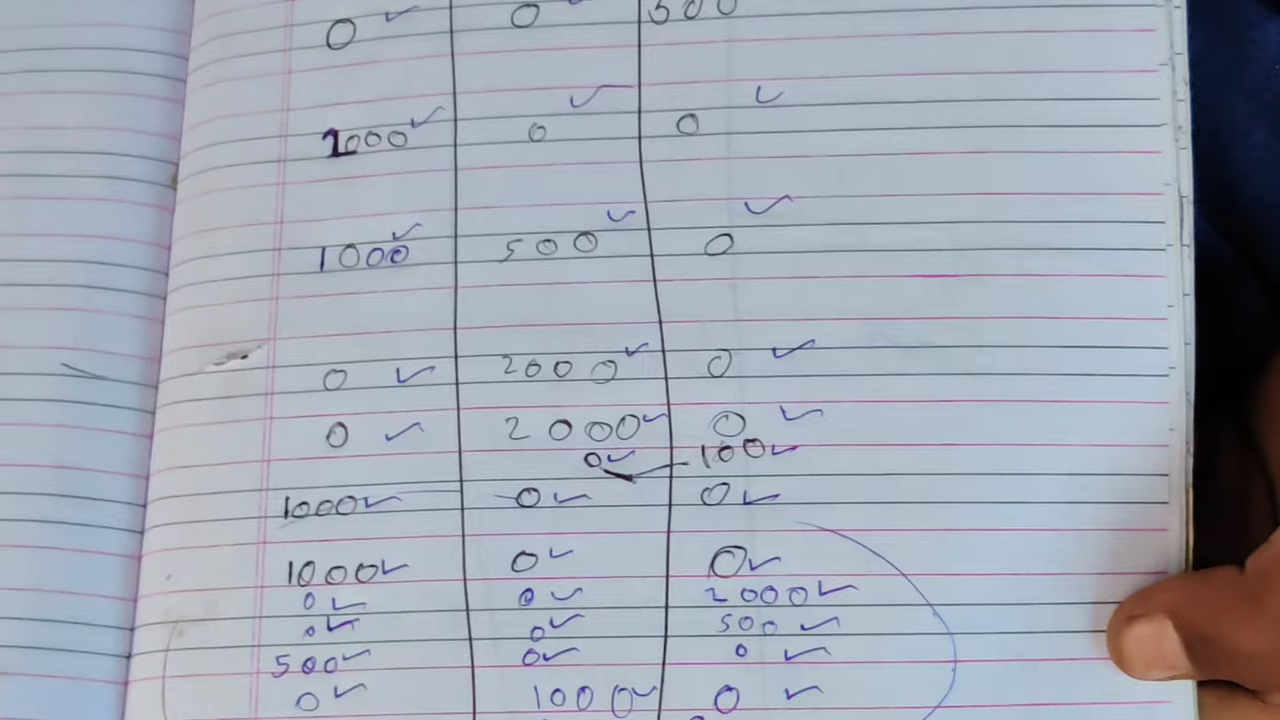 0 ✓ 0 ✓ 500
1000 ✓ 0 ✓ 0 ✓
1000 ✓ 500 ✓ 0 ✓
0 ✓ 2000 ✓ 0 ✓
0 ✓ 2000 ✓ 0 ✓
0 ✓ 100 ✓
1000 ✓ 0 ✓ 0 ✓
1000 ✓ 0 ✓ 0 ✓
0 ✓ 0 ✓ 2000 ✓
0 ✓ 0 ✓ 500 ✓
500 ✓ 0 ✓ 0 ✓
0 ✓ 1000 ✓ 0 ✓